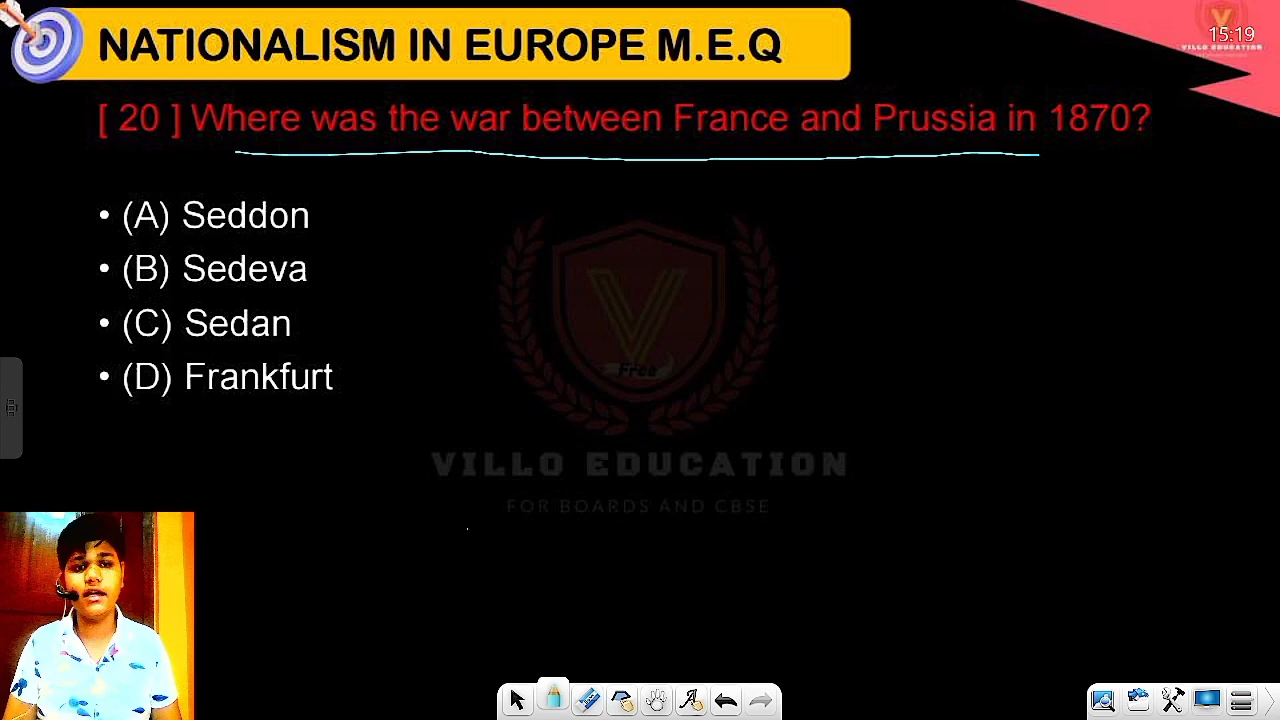 NATIONALISM IN EUROPE M.E.Q
V
15:19
VILLO EDUCATION
[ 20 ] Where was the war between France and Prussia in 1870?
• (A) Seddon
• (B) Sedeva
• (C) Sedan
• (D) Frankfurt
V
Free
VILLO EDUCATION
FOR BOARDS AND CBSE